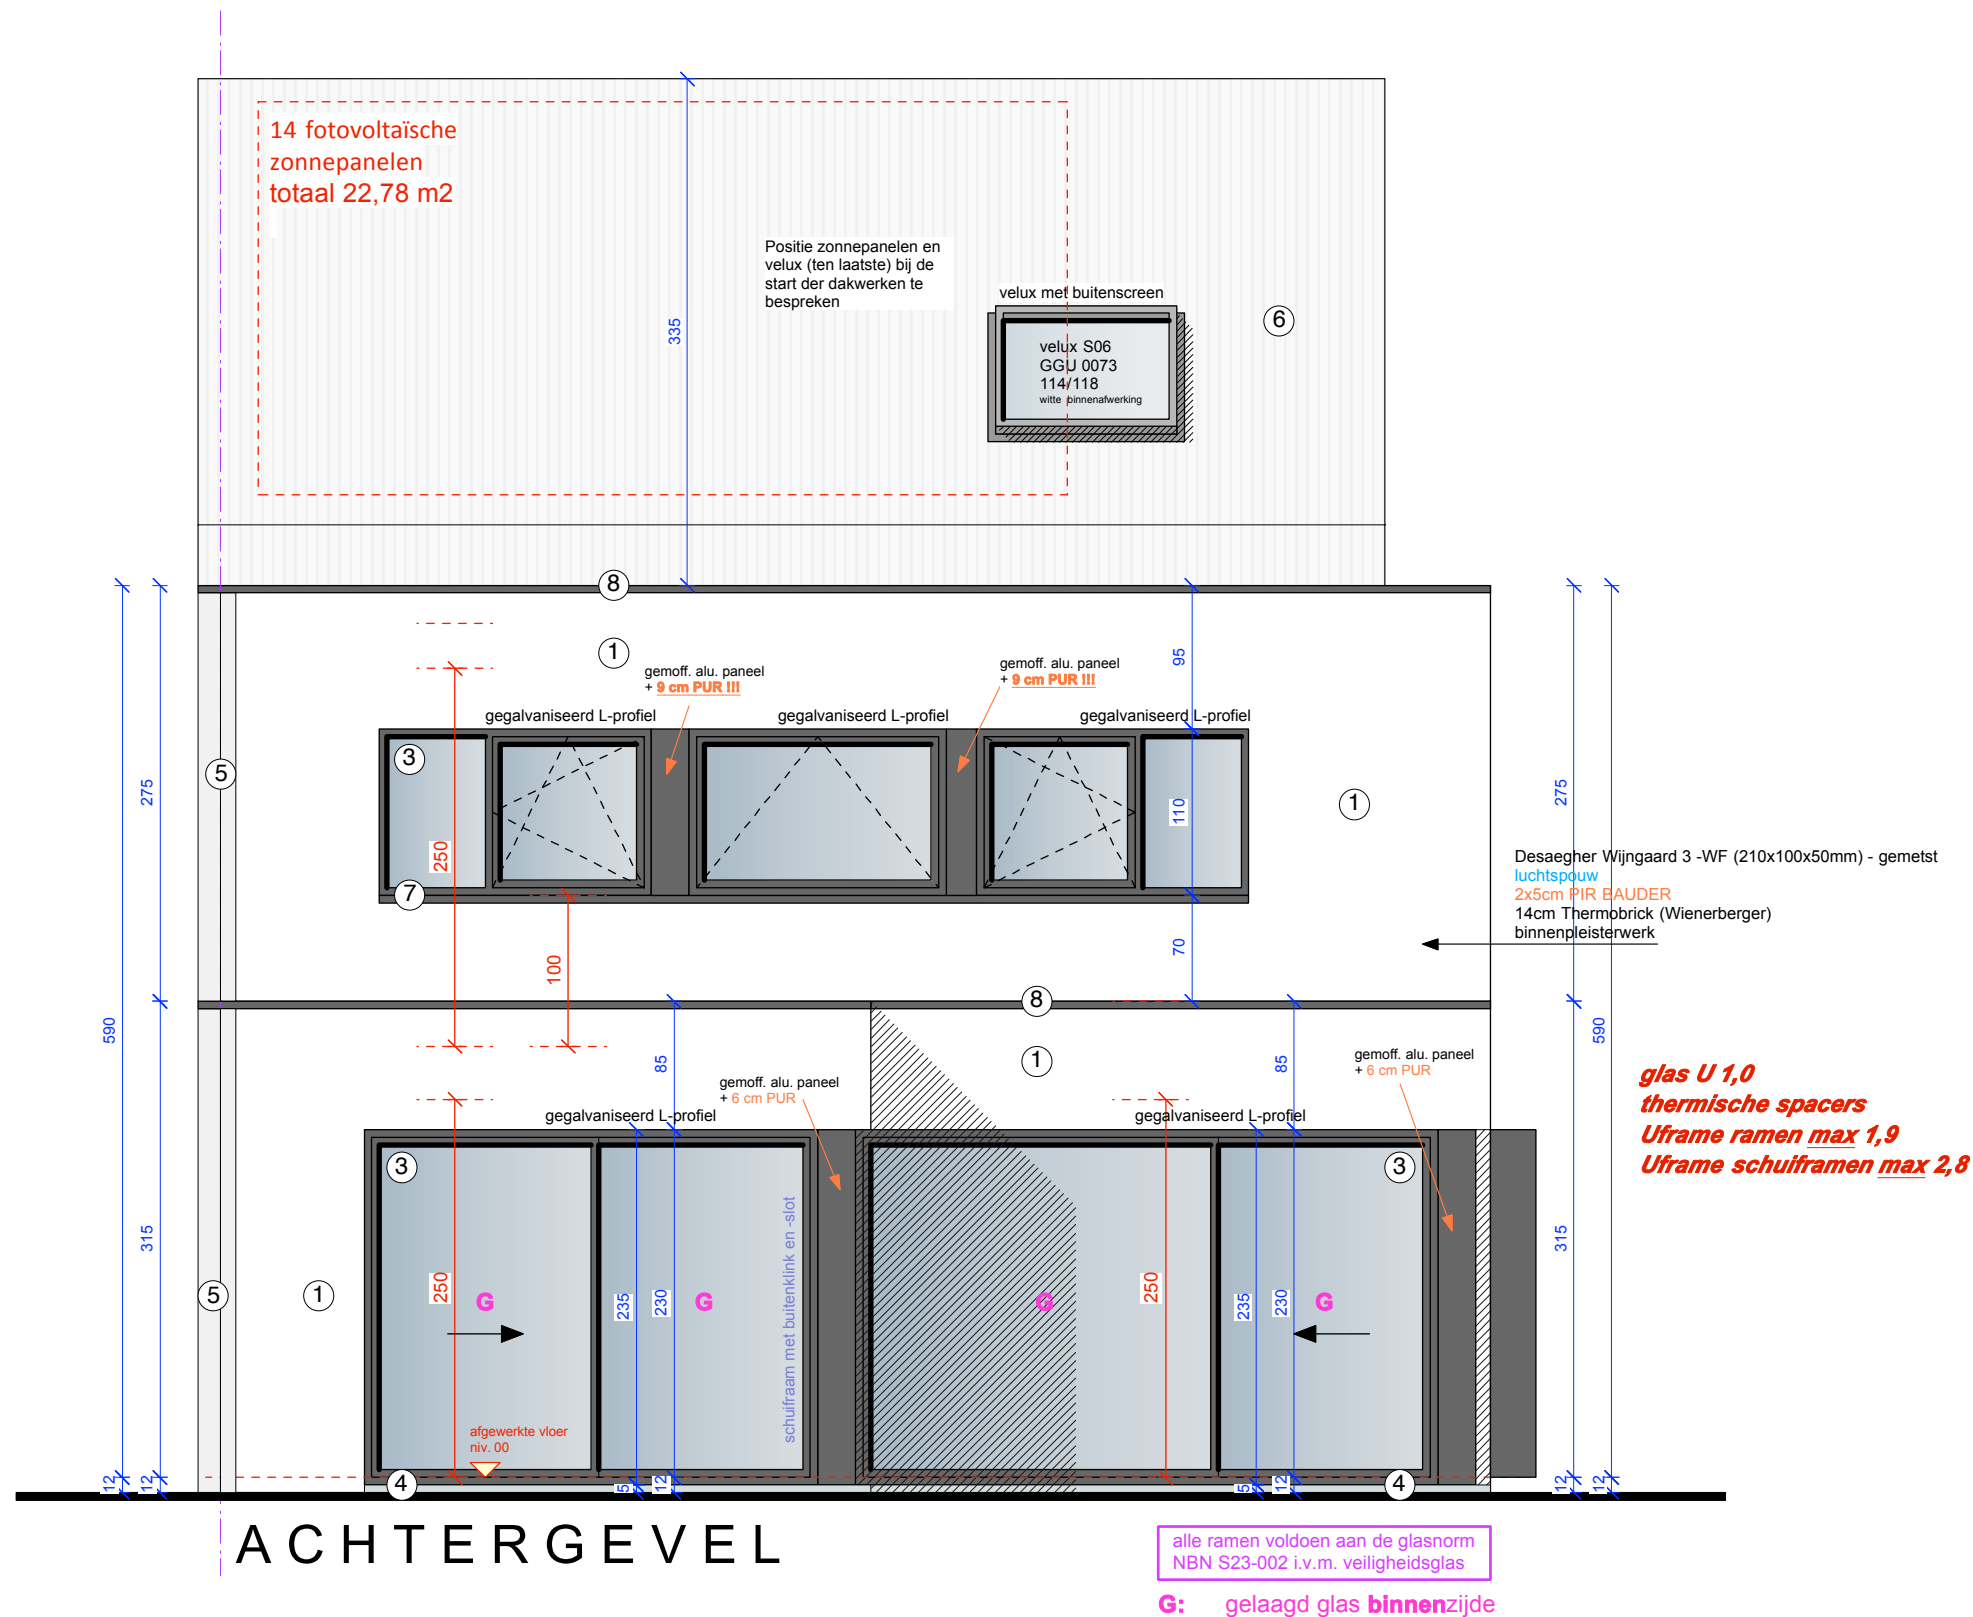 14 fotovoltaïsche
zonnepanelen
totaal 22,78 m2
Positie zonnepanelen en
velux (ten laatste) bij de
start der dakwerken te
bespreken
velux met buitenscreen
velux S06
GGU 0073
114/118
witte binnenafwerking
6
335
8
1
gemoff. alu. paneel
+ 9 cm PUR !!!
gemoff. alu. paneel
+ 9 cm PUR !!!
95
gegalvaniseerd L-profiel
gegalvaniseerd L-profiel
gegalvaniseerd L-profiel
3
5
275
250
110
1
275
7
Desaegher Wijngaard 3 -WF (210x100x50mm) - gemetst
luchtspouw
2x5cm PIR BAUDER
14cm Thermobrick (Wienerberger)
binnenpleisterwerk
100
70
8
590
590
85
1
85
gemoff. alu. paneel
+ 6 cm PUR
gemoff. alu. paneel
+ 6 cm PUR
glas U 1,0
thermische spacers
Uframe ramen max 1,9
Uframe schuiframen max 2,8
gegalvaniseerd L-profiel
gegalvaniseerd L-profiel
3
3
315
315
schuifraam met buitenklink en -slot
5
1
250
G
235
230
G
G
250
235
230
G
afgewerkte vloer
niv. 00
12
12
4
5
12
5
12
4
12
12
ACHTERGEVEL
alle ramen voldoen aan de glasnorm
NBN S23-002 i.v.m. veiligheidsglas
G: gelaagd glas binnenzijde